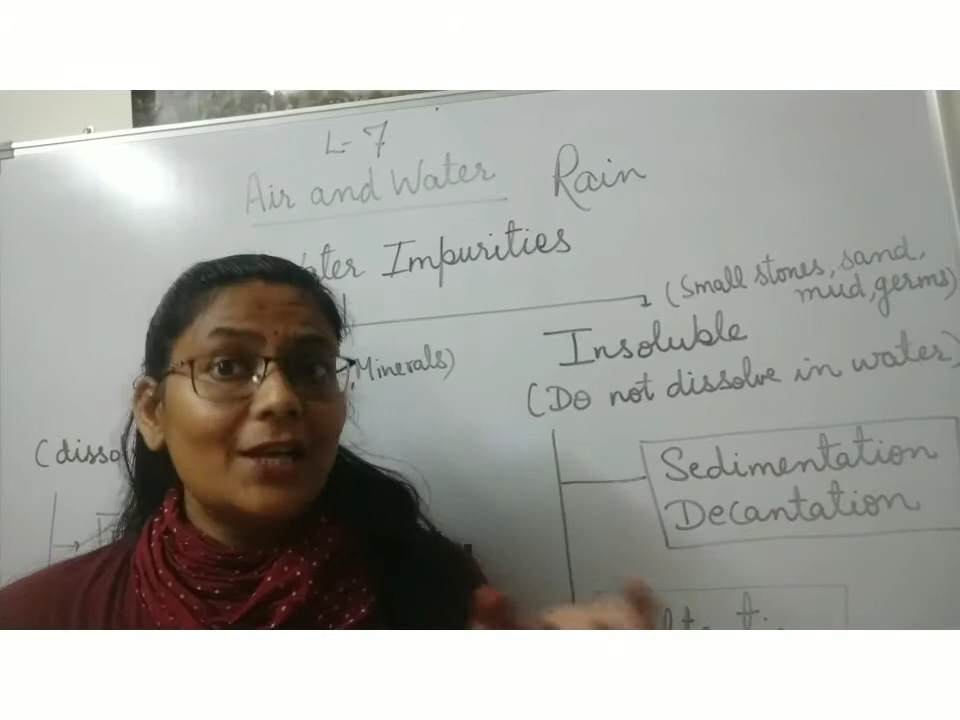 L-7
Air and Water Rain
Impurities
(Small stones, sand,
mud, germs)
Insoluble
Minerals)
(Do not dissolve in water)
Sedimentation
Decantation